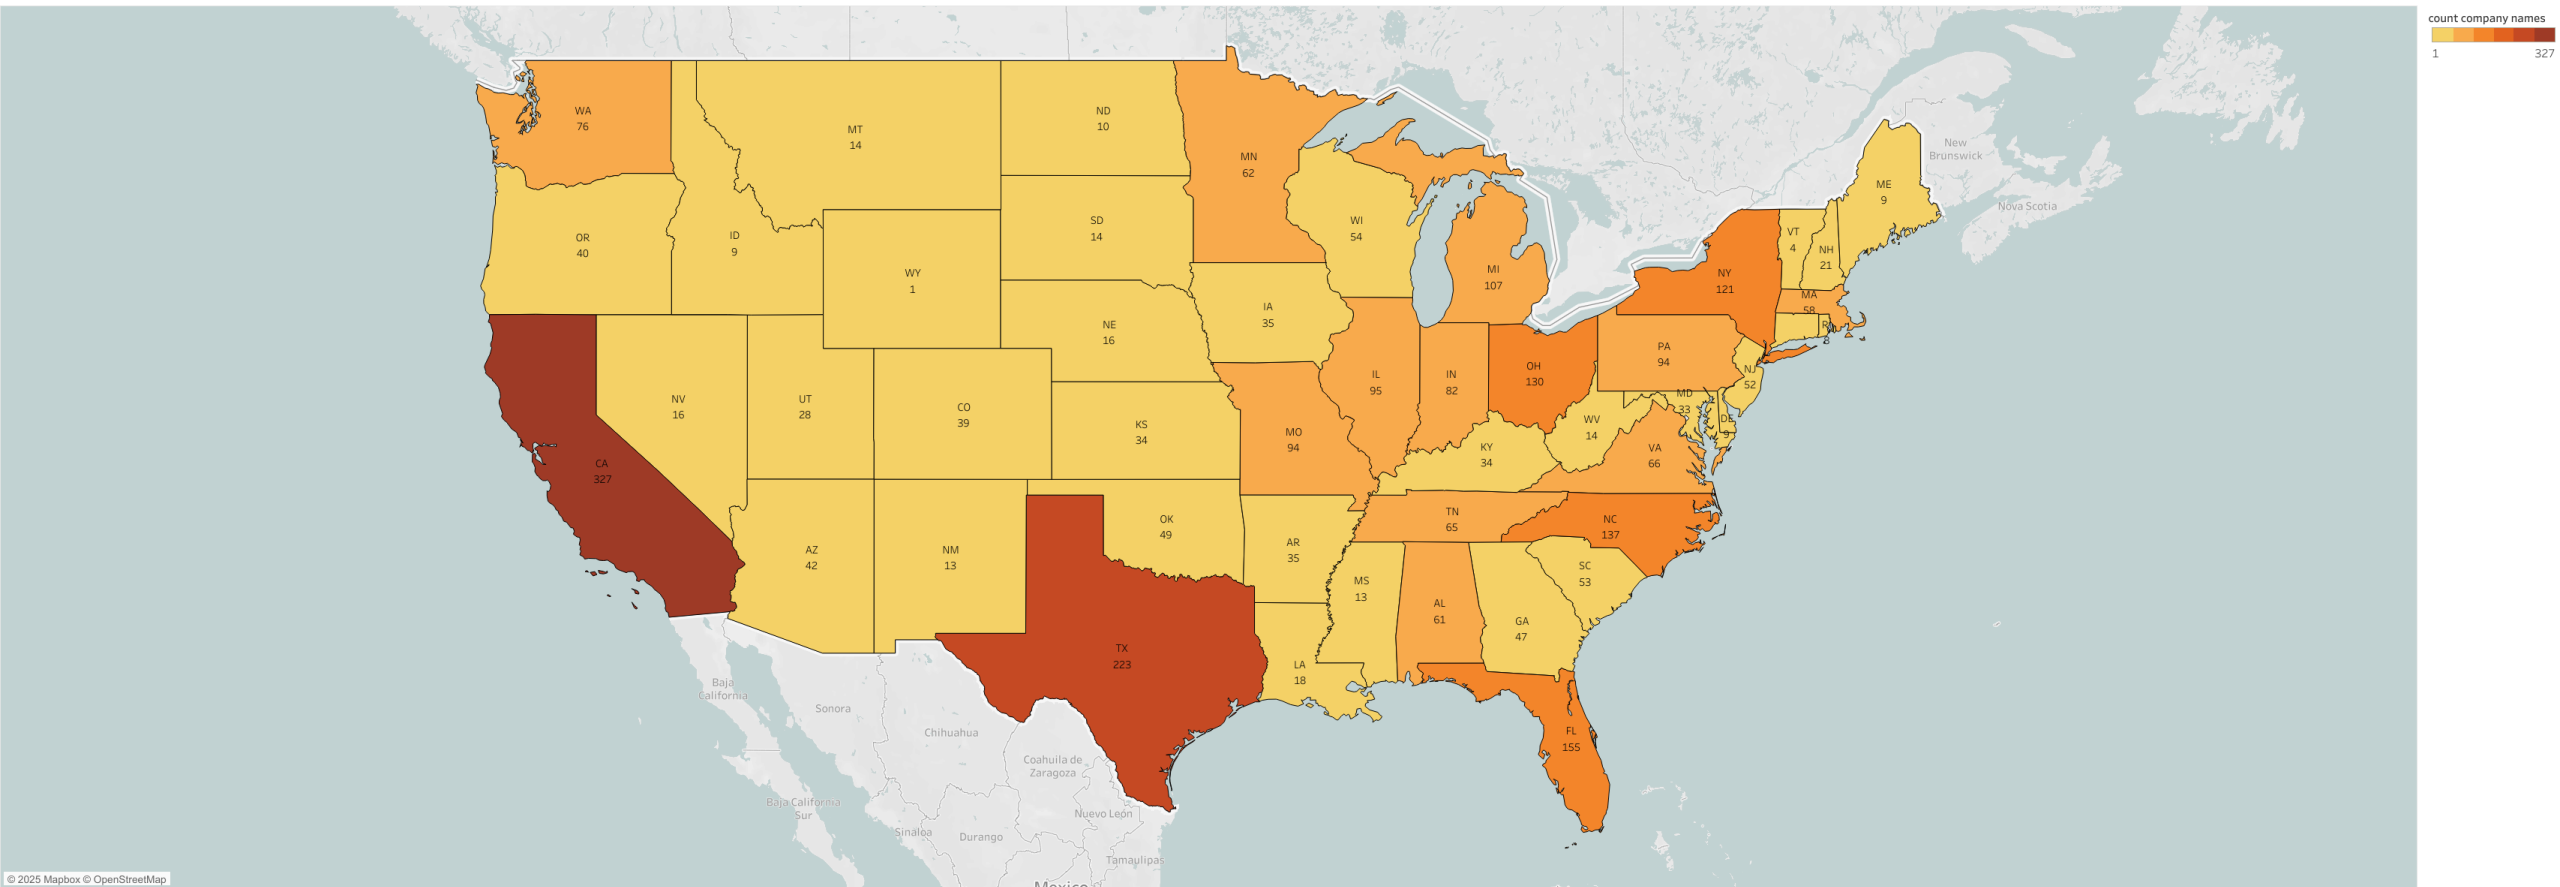 count company names
1
327
WA
76
MT
14
ND
10
MN
62
OR
40
ID
9
WY
1
SD
14
WI
54
MI
107
NY
121
VT
4
NH
21
ME
9
New
Brunswick
Nova Scotia
MA
58
8
NE
16
IA
35
IL
95
IN
82
OH
130
PA
94
NJ
52
MD
33
DE
9
NV
16
UT
28
CO
39
KS
34
MO
94
KY
34
WV
14
VA
66
CA
327
AZ
42
NM
13
OK
49
AR
35
TN
65
NC
137
SC
53
MS
13
AL
61
GA
47
TX
223
LA
18
FL
155
Baja
California
Sonora
Chihuahua
Coahuila de
Zaragoza
Baja California
Sur
Sinaloa
Durango
Nuevo León
Tamaulipas
Mexico
© 2025 Mapbox © OpenStreetMap